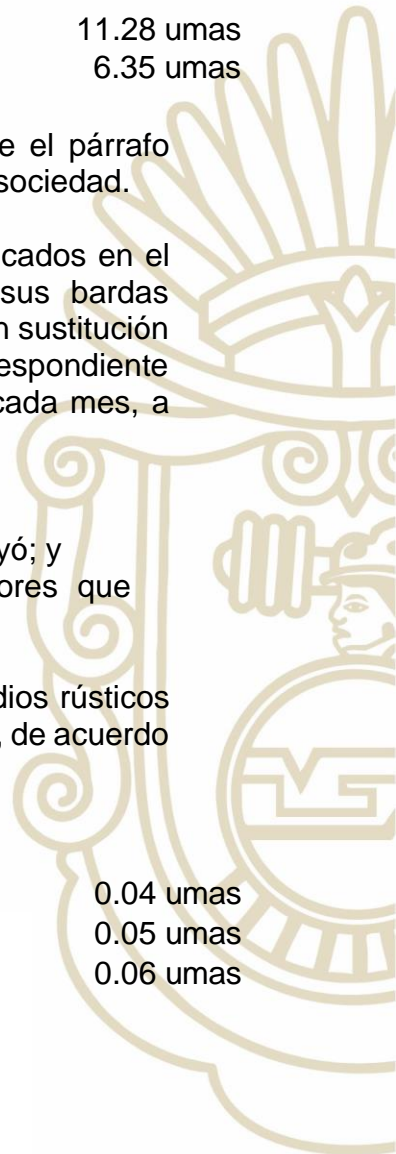 11.28 umas
6.35 umas
e el párrafo
sociedad.
cados en el
sus bardas
n sustitución
espondiente
cada mes, a
yó; y
ores que
dios rústicos
, de acuerdo
0.04 umas
0.05 umas
0.06 umas